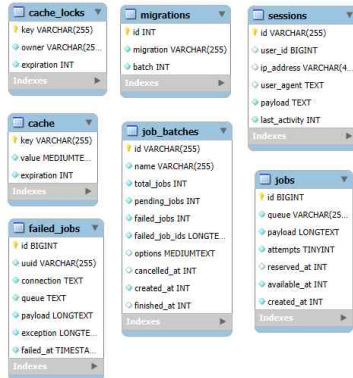 cache_locks
key VARCHAR(255)
owner VARCHAR(25...
expiration INT
Indexes
migrations
id INT
migration VARCHAR(255)
batch INT
Indexes
sessions
id VARCHAR(255)
user_id BIGINT
ip_address VARCHAR(4...
user_agent TEXT
payload TEXT
last_activity INT
Indexes
cache
key VARCHAR(255)
value MEDIUMTE...
expiration INT
Indexes
job_batches
id VARCHAR(255)
name VARCHAR(255)
total_jobs INT
pending_jobs INT
failed_jobs INT
failed_job_ids LONGTE...
options MEDIUMTEXT
cancelled_at INT
created_at INT
finished_at INT
Indexes
jobs
id BIGINT
queue VARCHAR(25...
payload LONGTEXT
attempts TINYINT
reserved_at INT
available_at INT
created_at INT
Indexes
failed_jobs
id BIGINT
uuid VARCHAR(255)
connection TEXT
queue TEXT
payload LONGTEXT
exception LONGTE...
failed_at TIMESTA...
Indexes